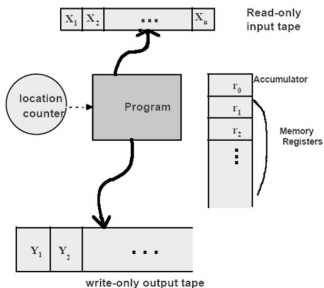 X1 X2 ... Xn
Read-only
input tape
location
counter
Program
Accumulator
r0
r1
r2
Memory
Registers
Y1 Y2 ...
write-only output tape